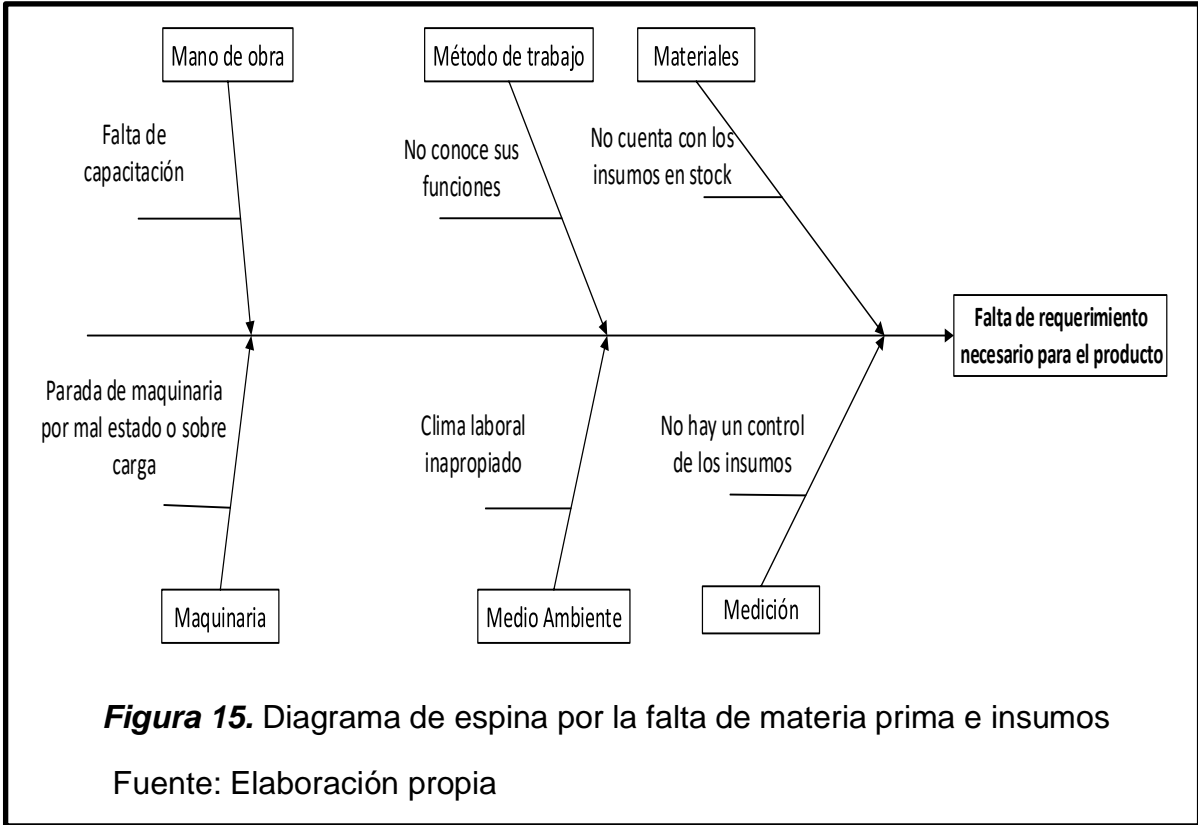 Mano de obra
Método de trabajo
Materiales
Falta de
capacitación
No conoce sus
funciones
No cuenta con los
insumos en stock
Falta de requerimiento
necesario para el producto
Parada de maquinaria
por mal estado o sobre
carga
Clima laboral
inapropiado
No hay un control
de los insumos
Maquinaria
Medio Ambiente
Medición
Figura 15. Diagrama de espina por la falta de materia prima e insumos
Fuente: Elaboración propia